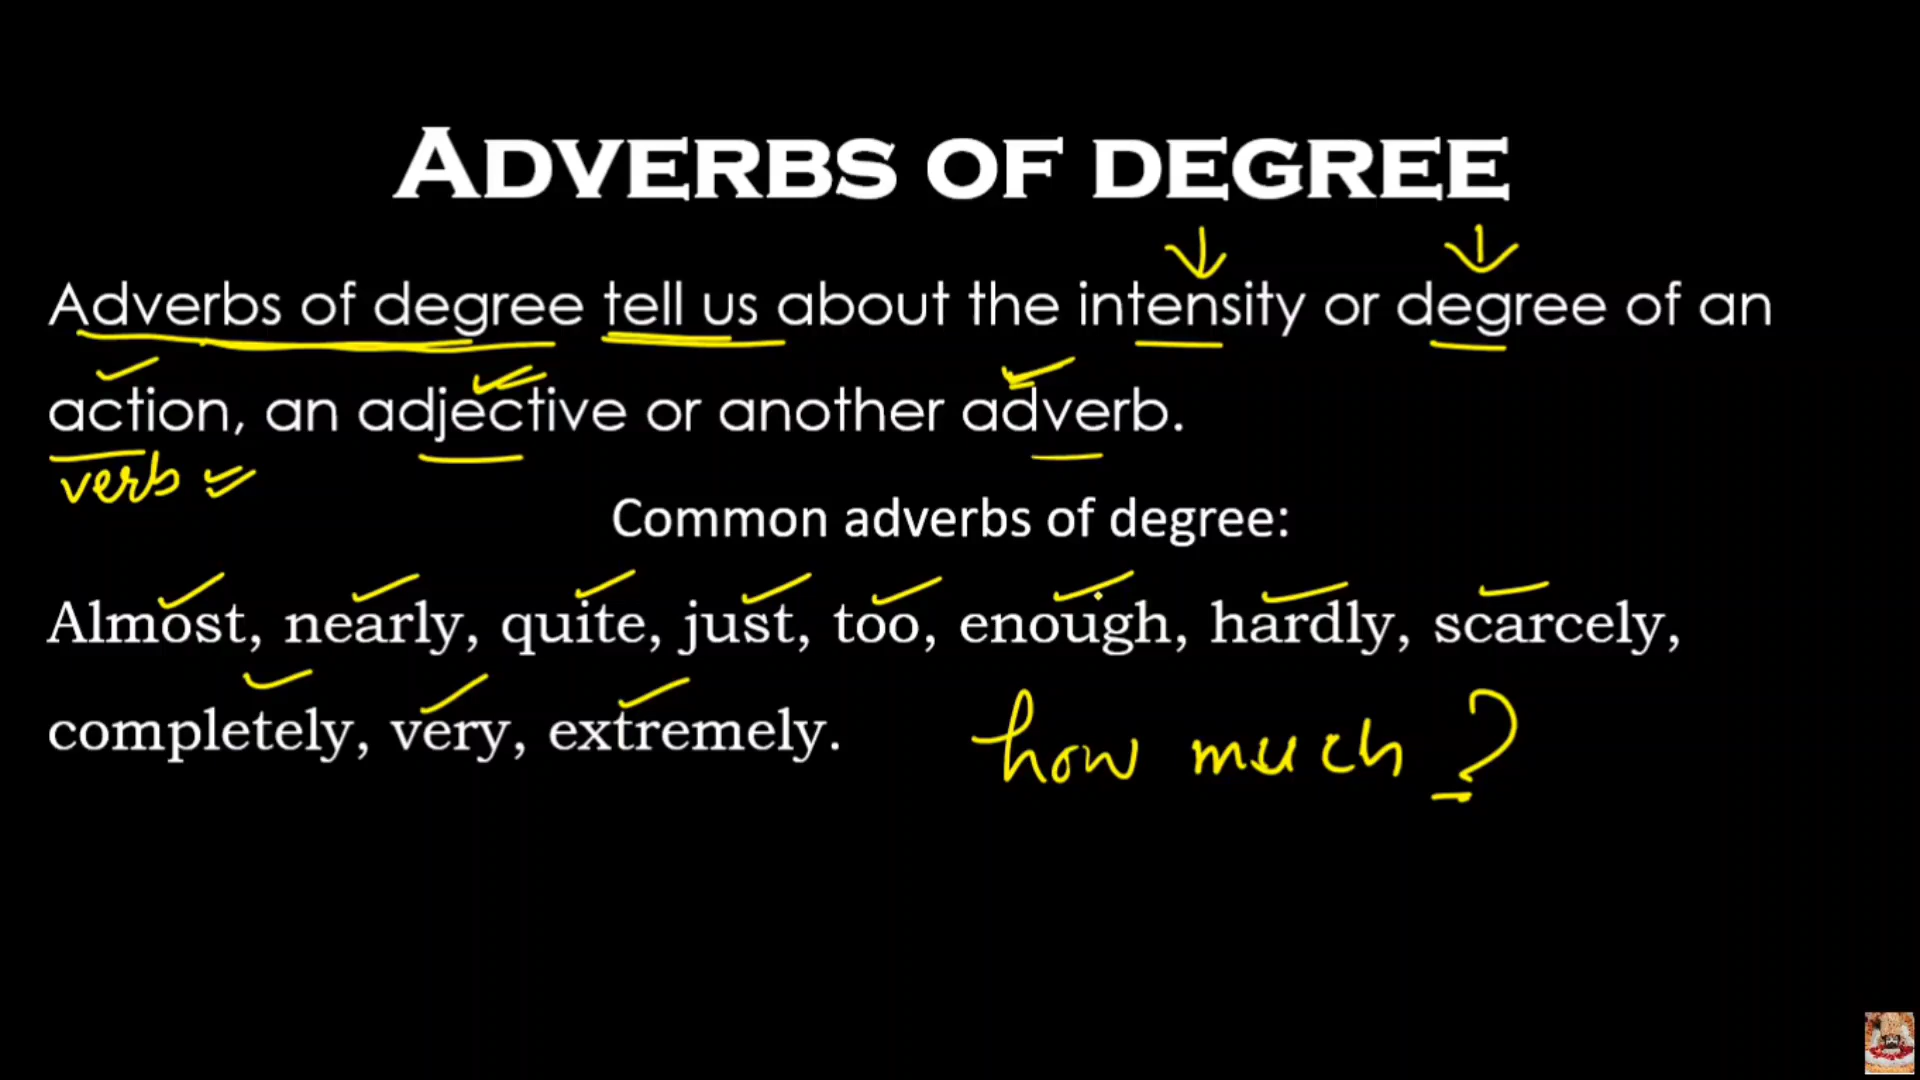 ADVERBS OF DEGREE
Adverbs of degree tell us about the intensity or degree of an
action, an adjective or another adverb.
verb
Common adverbs of degree:
Almost, nearly, quite, just, too, enough, hardly, scarcely,
completely, very, extremely.
how much ?